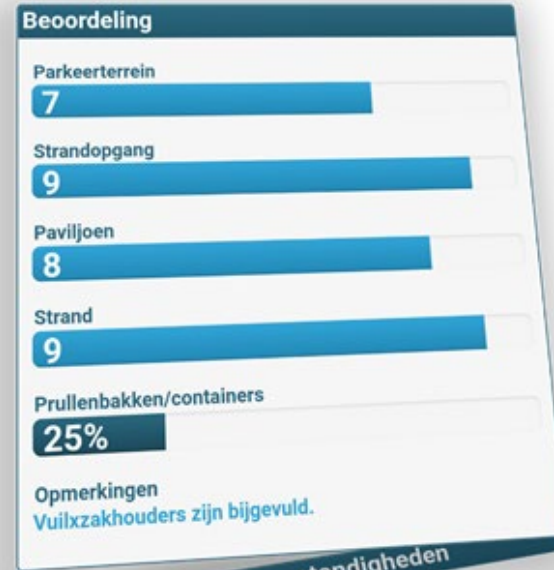 Beoordeling
Parkeerterrein
7
Strandopgang
9
Paviljoen
8
Strand
9
Prullenbakken/containers
25%
Opmerkingen
Vuilxzakhouders zijn bijgevuld.